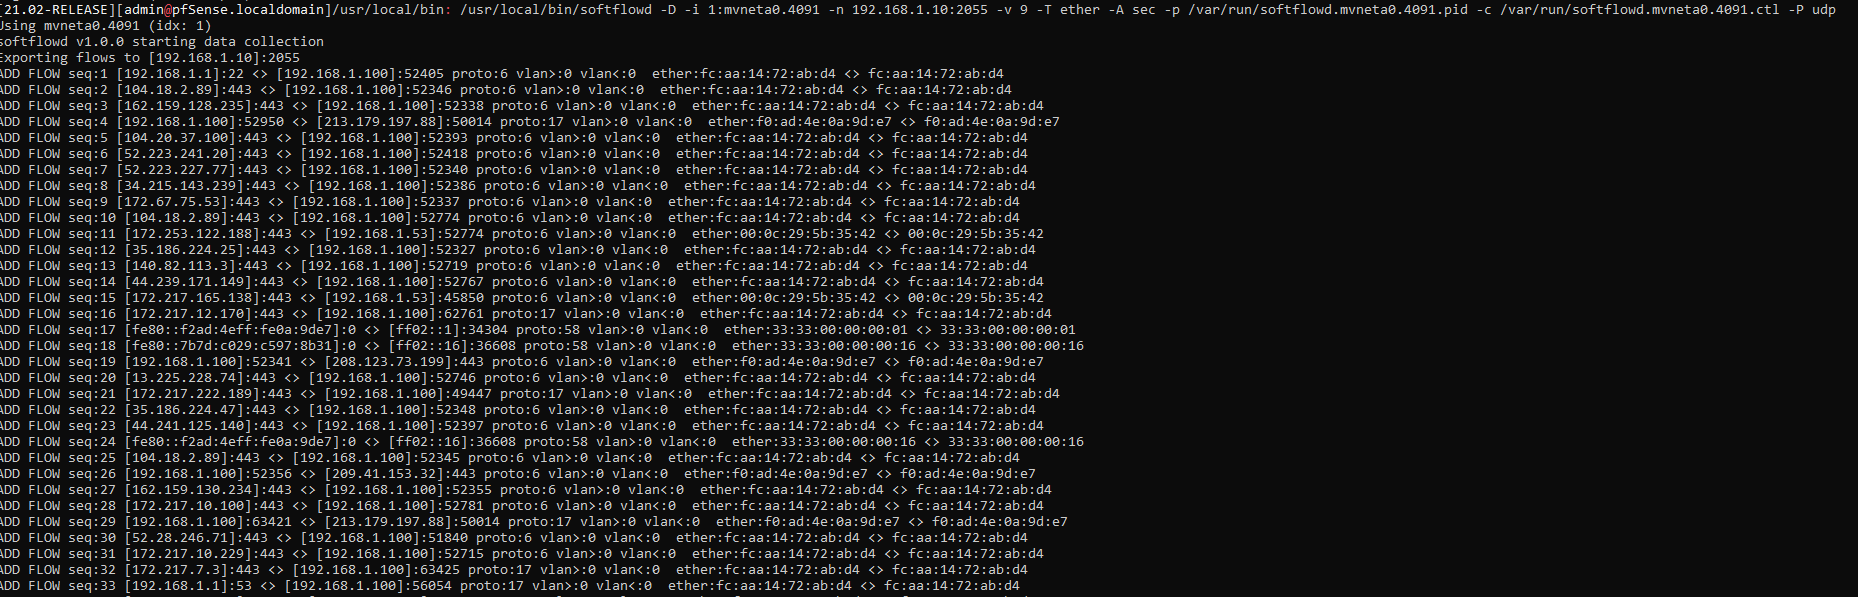 [21.02-RELEASE][admin@pfSense.localdomain]/usr/local/bin: /usr/local/bin/softflowd -D -i 1:mvneta0.4091 -n 192.168.1.10:2055 -v 9 -T ether -A sec -p /var/run/softflowd.mvneta0.4091.pid -c /var/run/softflowd.mvneta0.4091.ctl -P udp
Using mvneta0.4091 (idx: 1)
softflowd v1.0.0 starting data collection
Exporting flows to [192.168.1.10]:2055
ADD FLOW seq:1 [192.168.1.1]:22 <> [192.168.1.100]:52405 proto:6 vlan>:0 vlan<:0  ether:fc:aa:14:72:ab:d4 <> fc:aa:14:72:ab:d4
ADD FLOW seq:2 [104.18.2.89]:443 <> [192.168.1.100]:52346 proto:6 vlan>:0 vlan<:0  ether:fc:aa:14:72:ab:d4 <> fc:aa:14:72:ab:d4
ADD FLOW seq:3 [162.159.128.235]:443 <> [192.168.1.100]:52338 proto:6 vlan>:0 vlan<:0  ether:fc:aa:14:72:ab:d4 <> fc:aa:14:72:ab:d4
ADD FLOW seq:4 [192.168.1.100]:52950 <> [213.179.197.88]:50014 proto:17 vlan>:0 vlan<:0  ether:f0:ad:4e:0a:9d:e7 <> f0:ad:4e:0a:9d:e7
ADD FLOW seq:5 [104.20.37.100]:443 <> [192.168.1.100]:52393 proto:6 vlan>:0 vlan<:0  ether:fc:aa:14:72:ab:d4 <> fc:aa:14:72:ab:d4
ADD FLOW seq:6 [52.223.241.20]:443 <> [192.168.1.100]:52418 proto:6 vlan>:0 vlan<:0  ether:fc:aa:14:72:ab:d4 <> fc:aa:14:72:ab:d4
ADD FLOW seq:7 [52.223.227.77]:443 <> [192.168.1.100]:52340 proto:6 vlan>:0 vlan<:0  ether:fc:aa:14:72:ab:d4 <> fc:aa:14:72:ab:d4
ADD FLOW seq:8 [34.215.143.239]:443 <> [192.168.1.100]:52386 proto:6 vlan>:0 vlan<:0  ether:fc:aa:14:72:ab:d4 <> fc:aa:14:72:ab:d4
ADD FLOW seq:9 [172.67.75.53]:443 <> [192.168.1.100]:52337 proto:6 vlan>:0 vlan<:0  ether:fc:aa:14:72:ab:d4 <> fc:aa:14:72:ab:d4
ADD FLOW seq:10 [104.18.2.89]:443 <> [192.168.1.100]:52774 proto:6 vlan>:0 vlan<:0  ether:fc:aa:14:72:ab:d4 <> fc:aa:14:72:ab:d4
ADD FLOW seq:11 [172.253.122.188]:443 <> [192.168.1.53]:52774 proto:6 vlan>:0 vlan<:0  ether:00:0c:29:5b:35:42 <> 00:0c:29:5b:35:42
ADD FLOW seq:12 [35.186.224.25]:443 <> [192.168.1.100]:52327 proto:6 vlan>:0 vlan<:0  ether:fc:aa:14:72:ab:d4 <> fc:aa:14:72:ab:d4
ADD FLOW seq:13 [140.82.113.3]:443 <> [192.168.1.100]:52719 proto:6 vlan>:0 vlan<:0  ether:fc:aa:14:72:ab:d4 <> fc:aa:14:72:ab:d4
ADD FLOW seq:14 [44.239.171.149]:443 <> [192.168.1.100]:52767 proto:6 vlan>:0 vlan<:0  ether:fc:aa:14:72:ab:d4 <> fc:aa:14:72:ab:d4
ADD FLOW seq:15 [172.217.165.138]:443 <> [192.168.1.53]:45850 proto:6 vlan>:0 vlan<:0  ether:00:0c:29:5b:35:42 <> 00:0c:29:5b:35:42
ADD FLOW seq:16 [172.217.12.170]:443 <> [192.168.1.100]:62761 proto:17 vlan>:0 vlan<:0  ether:fc:aa:14:72:ab:d4 <> fc:aa:14:72:ab:d4
ADD FLOW seq:17 [fe80::f2ad:4eff:fe0a:9de7]:0 <> [ff02::1]:34304 proto:58 vlan>:0 vlan<:0  ether:33:33:00:00:00:01 <> 33:33:00:00:00:01
ADD FLOW seq:18 [fe80::7b7d:c029:c597:8b31]:0 <> [ff02::16]:36608 proto:58 vlan>:0 vlan<:0  ether:33:33:00:00:00:16 <> 33:33:00:00:00:16
ADD FLOW seq:19 [192.168.1.100]:52341 <> [208.123.73.199]:443 proto:6 vlan>:0 vlan<:0  ether:f0:ad:4e:0a:9d:e7 <> f0:ad:4e:0a:9d:e7
ADD FLOW seq:20 [13.225.228.74]:443 <> [192.168.1.100]:52746 proto:6 vlan>:0 vlan<:0  ether:fc:aa:14:72:ab:d4 <> fc:aa:14:72:ab:d4
ADD FLOW seq:21 [172.217.222.189]:443 <> [192.168.1.100]:49447 proto:17 vlan>:0 vlan<:0  ether:fc:aa:14:72:ab:d4 <> fc:aa:14:72:ab:d4
ADD FLOW seq:22 [35.186.224.47]:443 <> [192.168.1.100]:52348 proto:6 vlan>:0 vlan<:0  ether:fc:aa:14:72:ab:d4 <> fc:aa:14:72:ab:d4
ADD FLOW seq:23 [44.241.125.140]:443 <> [192.168.1.100]:52397 proto:6 vlan>:0 vlan<:0  ether:fc:aa:14:72:ab:d4 <> fc:aa:14:72:ab:d4
ADD FLOW seq:24 [fe80::f2ad:4eff:fe0a:9de7]:0 <> [ff02::16]:36608 proto:58 vlan>:0 vlan<:0  ether:33:33:00:00:00:16 <> 33:33:00:00:00:16
ADD FLOW seq:25 [104.18.2.89]:443 <> [192.168.1.100]:52345 proto:6 vlan>:0 vlan<:0  ether:fc:aa:14:72:ab:d4 <> fc:aa:14:72:ab:d4
ADD FLOW seq:26 [192.168.1.100]:52356 <> [209.41.153.32]:443 proto:6 vlan>:0 vlan<:0  ether:f0:ad:4e:0a:9d:e7 <> f0:ad:4e:0a:9d:e7
ADD FLOW seq:27 [162.159.130.234]:443 <> [192.168.1.100]:52355 proto:6 vlan>:0 vlan<:0  ether:fc:aa:14:72:ab:d4 <> fc:aa:14:72:ab:d4
ADD FLOW seq:28 [172.217.10.100]:443 <> [192.168.1.100]:52781 proto:6 vlan>:0 vlan<:0  ether:fc:aa:14:72:ab:d4 <> fc:aa:14:72:ab:d4
ADD FLOW seq:29 [192.168.1.100]:63421 <> [213.179.197.88]:50014 proto:17 vlan>:0 vlan<:0  ether:f0:ad:4e:0a:9d:e7 <> f0:ad:4e:0a:9d:e7
ADD FLOW seq:30 [52.28.246.71]:443 <> [192.168.1.100]:51840 proto:6 vlan>:0 vlan<:0  ether:fc:aa:14:72:ab:d4 <> fc:aa:14:72:ab:d4
ADD FLOW seq:31 [172.217.10.229]:443 <> [192.168.1.100]:52715 proto:6 vlan>:0 vlan<:0  ether:fc:aa:14:72:ab:d4 <> fc:aa:14:72:ab:d4
ADD FLOW seq:32 [172.217.7.3]:443 <> [192.168.1.100]:63425 proto:17 vlan>:0 vlan<:0  ether:fc:aa:14:72:ab:d4 <> fc:aa:14:72:ab:d4
ADD FLOW seq:33 [192.168.1.1]:53 <> [192.168.1.100]:56054 proto:17 vlan>:0 vlan<:0  ether:fc:aa:14:72:ab:d4 <> fc:aa:14:72:ab:d4